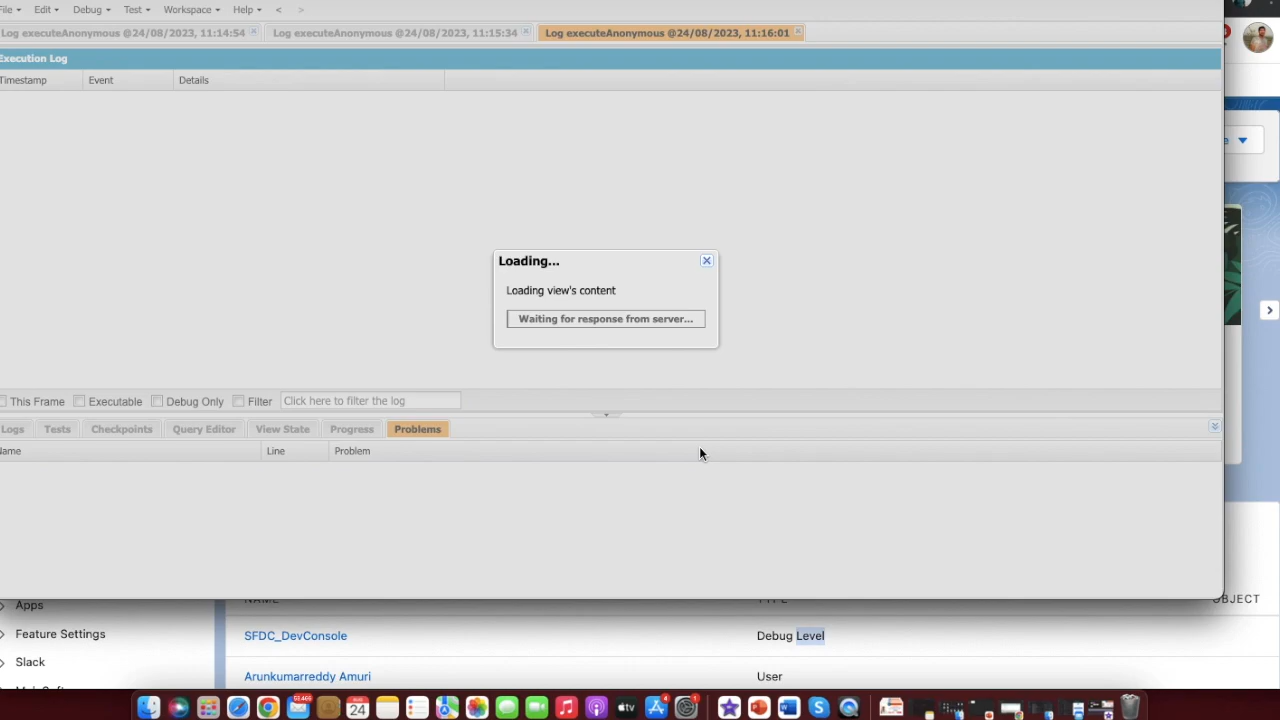 File Edit Debug Test Workspace Help < >
Log executeAnonymous @24/08/2023, 11:14:54 Log executeAnonymous @24/08/2023, 11:15:34 Log executeAnonymous @24/08/2023, 11:16:01
Execution Log
Timestamp Event Details
Loading...
Loading view's content
Waiting for response from server...
This Frame Executable Debug Only Filter Click here to filter the log
Logs Tests Checkpoints Query Editor View State Progress Problems
Name Line Problem
NAME TYPE OBJECT
Apps
Feature Settings
SFDC_DevConsole Debug Level
Slack
Arunkumarreddy Amuri User
24